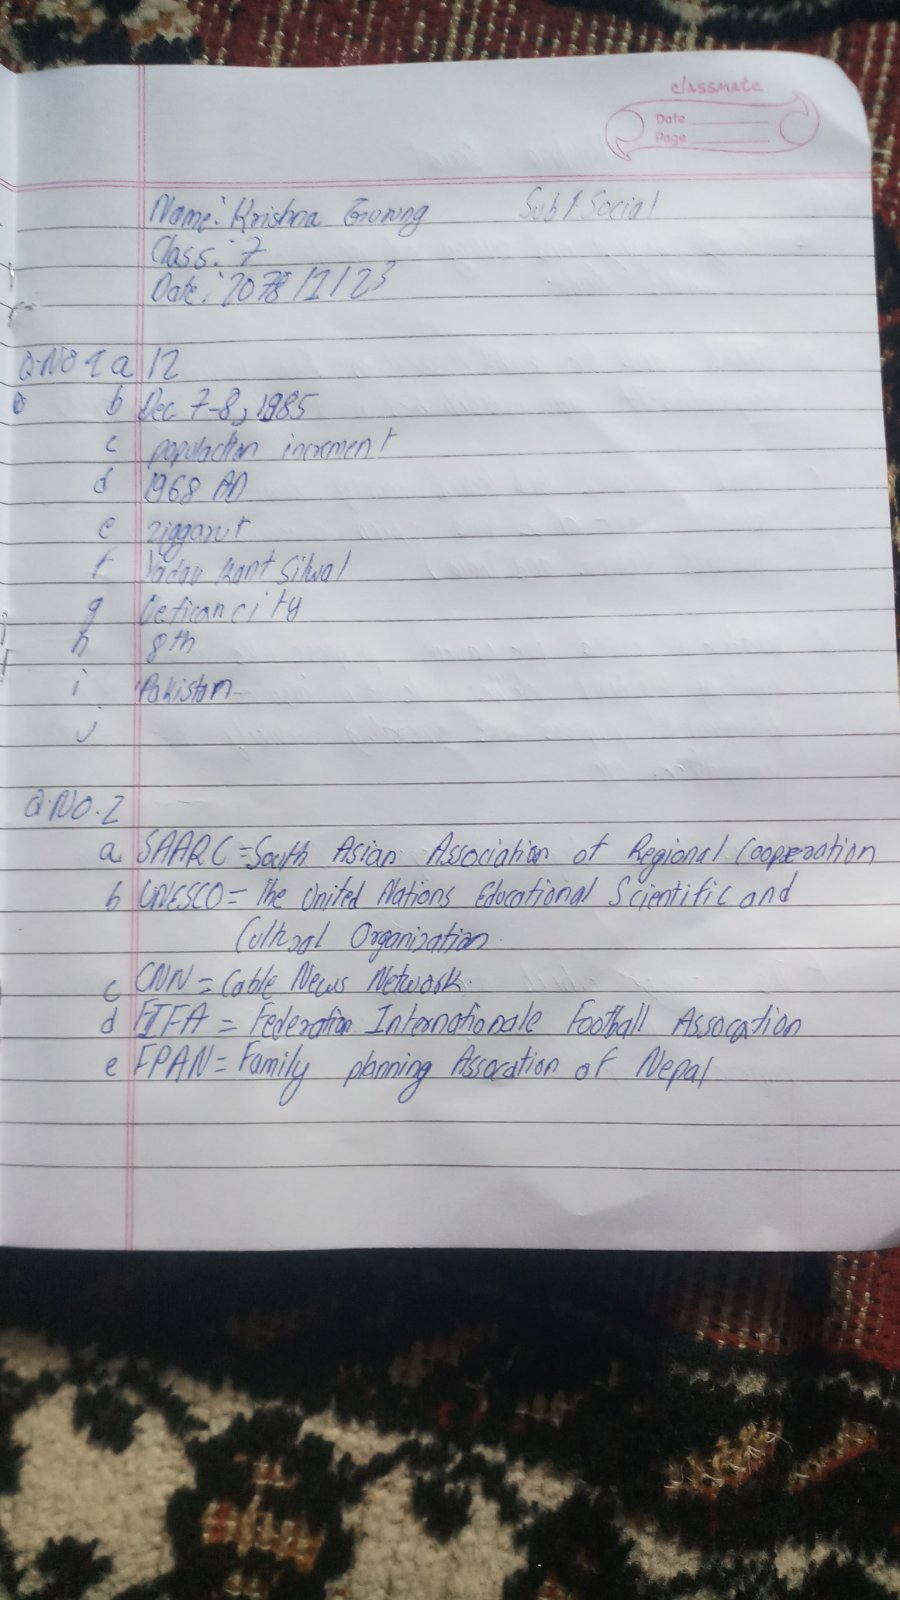 classmate
Date
Page
Name: Krishna Gurung Sub: Social
Class: 7
Date: 2078/1/23
Q.NO 1 a 12
b Dec 7-8, 1985
c population increment
d 1968 AD
e ziggarut
f Yadav Kant Silwal
g Vetican city
h 8th
i Pakistan
j
Q.NO.2
a SAARC = South Asian Association of Regional Cooperation
b UNESCO = The United Nations Educational Scientific and
Cultural Organization.
c CNN = Cable News Network.
d FIFA = Federation Internationale Football Assocation
e FPAN = Family planning Assocation of Nepal